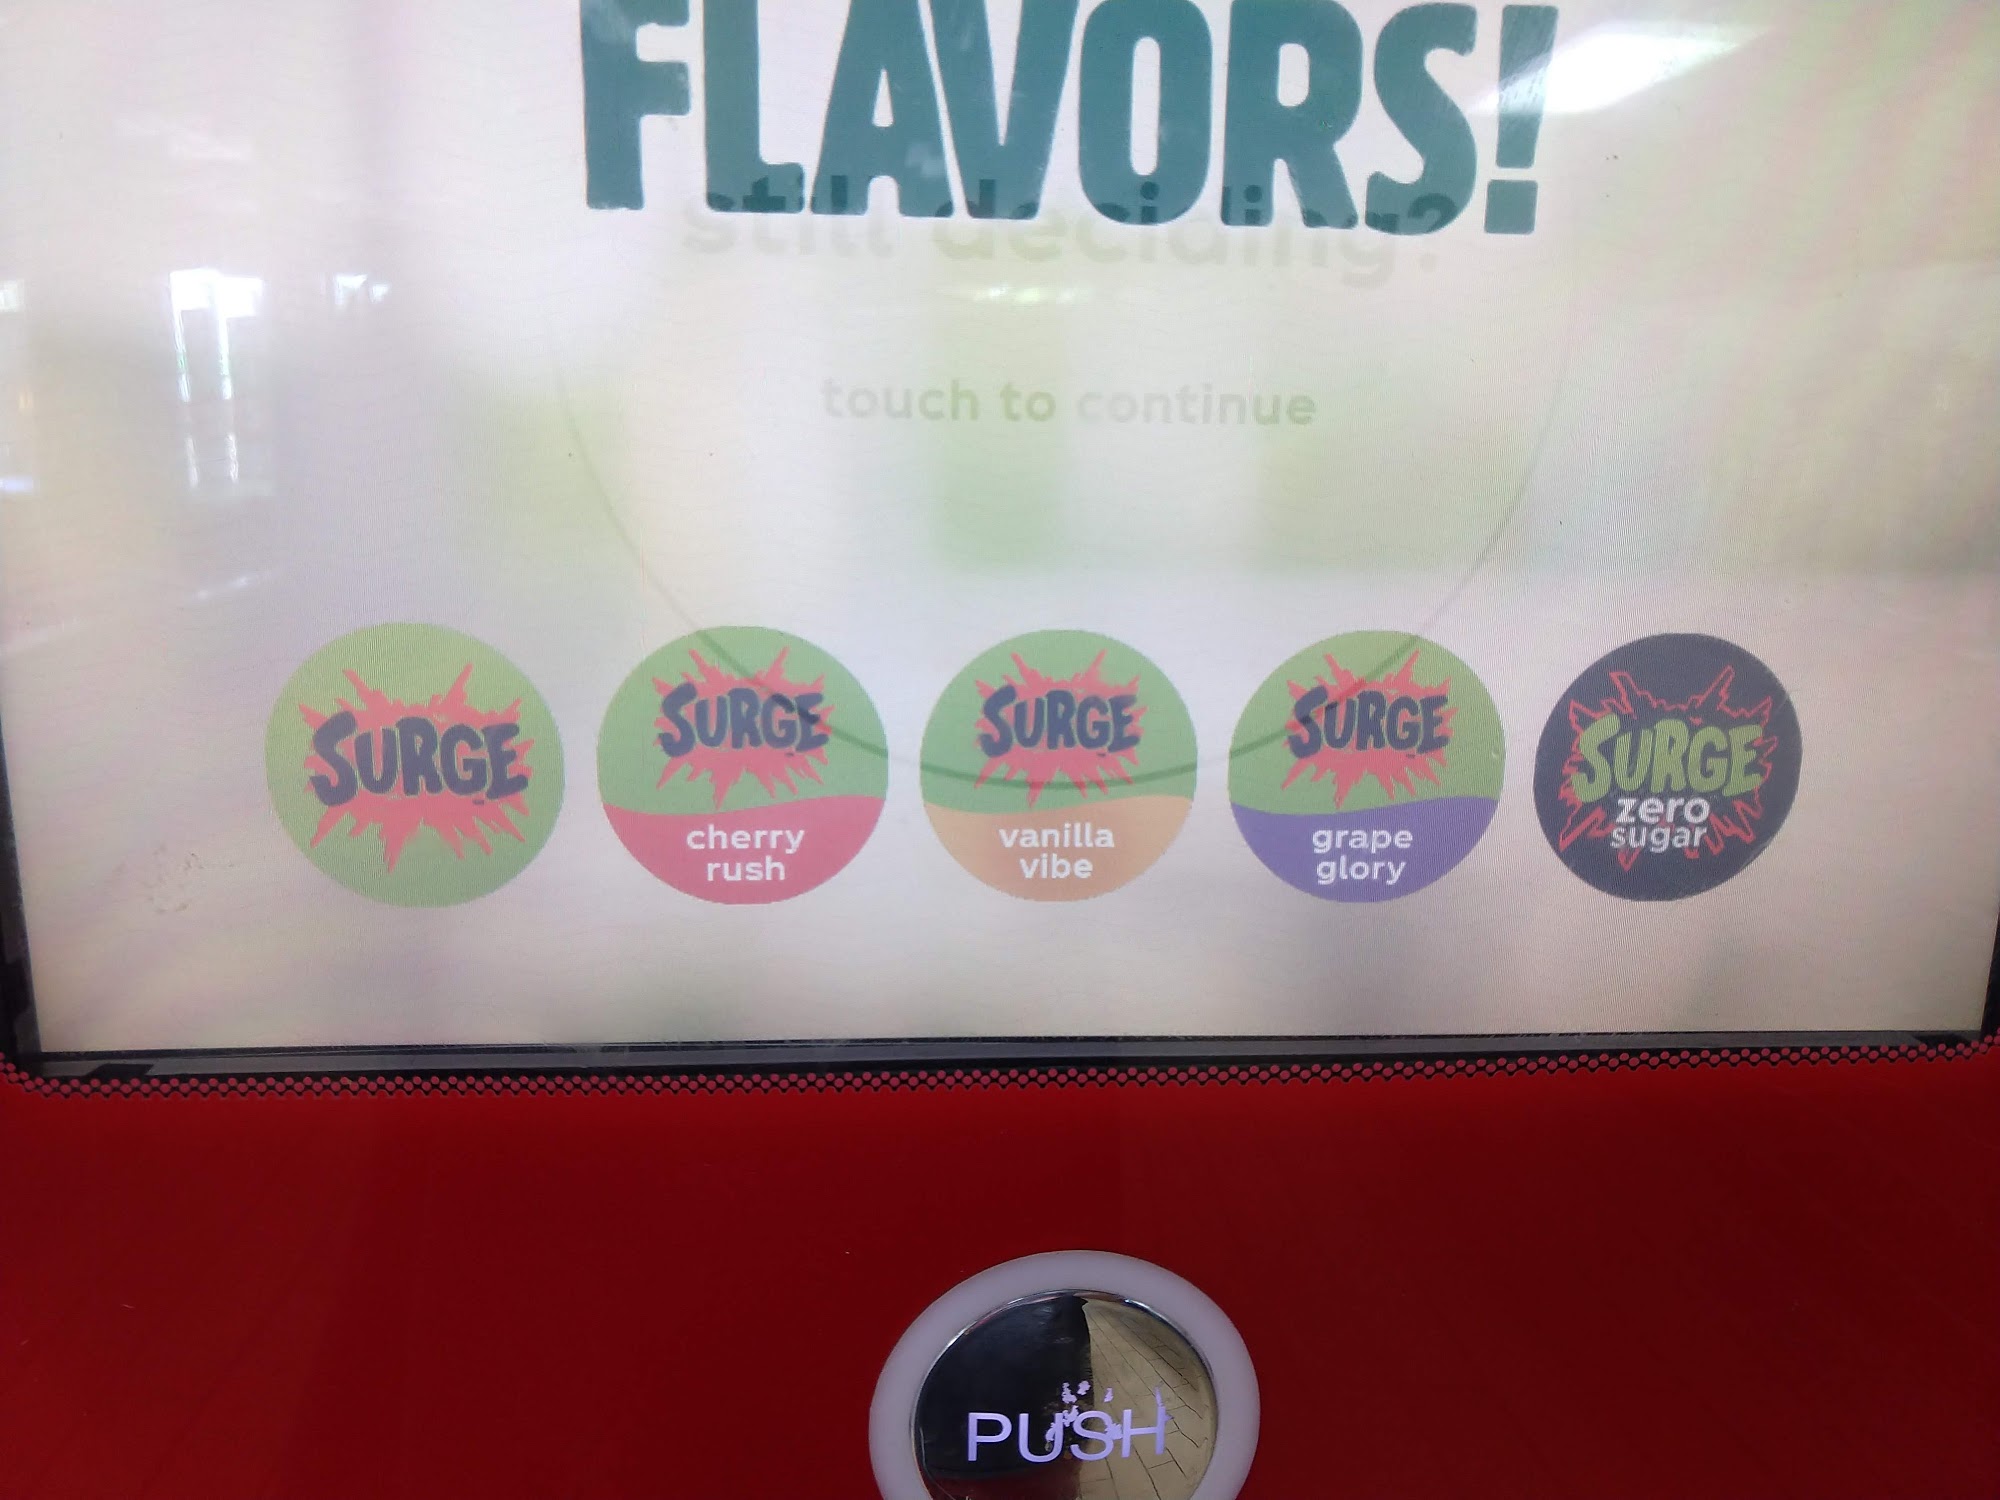 FLAVORS!
still deciding?
touch to continue
SURGE
SURGE
cherry
rush
SURGE
vanilla
vibe
SURGE
grape
glory
SURGE
zero
sugar
PUSH